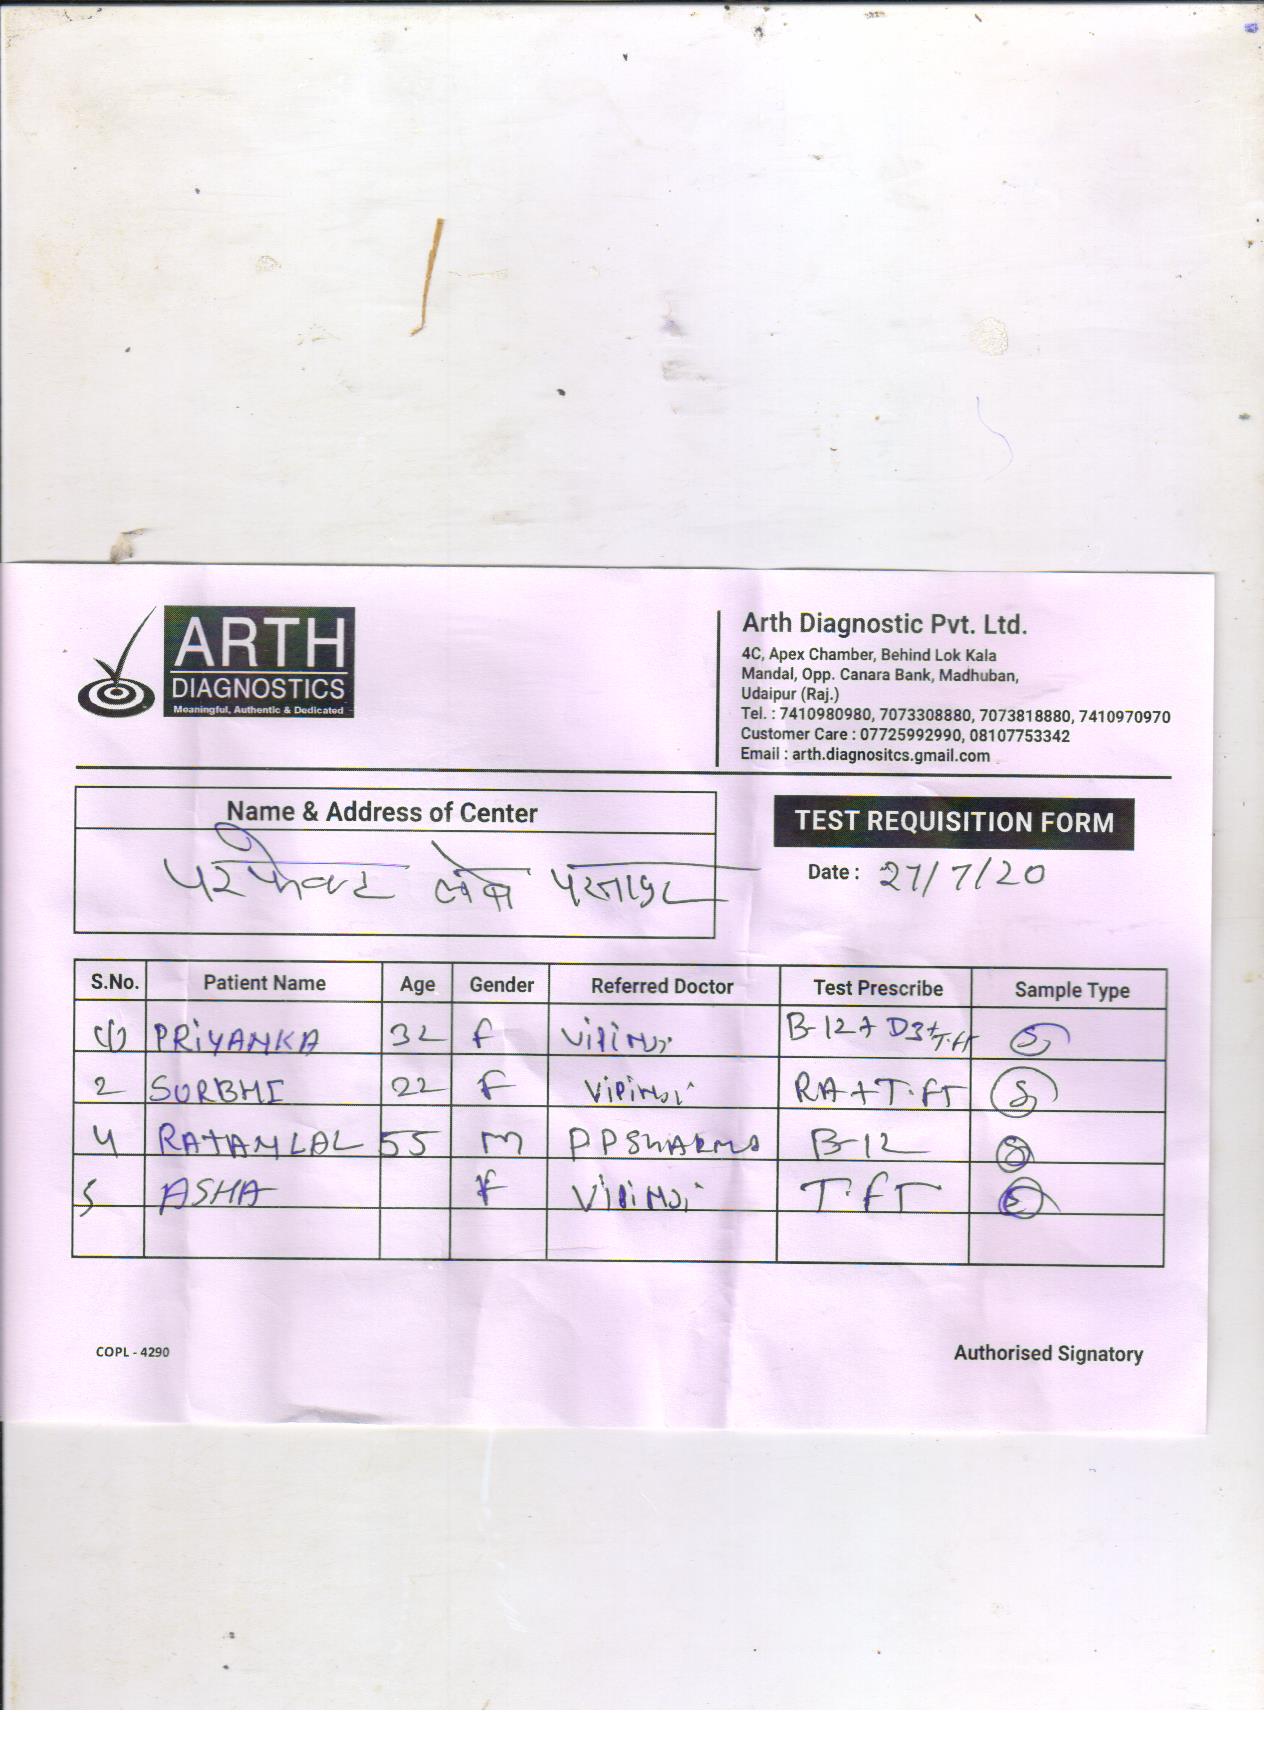 ARTH
DIAGNOSTICS
Meaningful, Authentic & Dedicated
Arth Diagnostic Pvt. Ltd.
4C, Apex Chamber, Behind Lok Kala
Mandal, Opp. Canara Bank, Madhuban,
Udaipur (Raj.)
Tel. : 7410980980, 7073308880, 7073818880, 7410970970
Customer Care : 07725992990, 08107753342
Email : arth.diagnositcs.gmail.com
Name & Address of Center
TEST REQUISITION FORM
Date : 27/7/20
S.No. Patient Name Age Gender Referred Doctor Test Prescribe Sample Type
(1) PRIYANKA 32 F B-12+ D3+ S
2 SURBHI 22 F RA+T.FT S
4 RATANLAL 55 M P P SHARMA B-12 S
5 ASHA F T.FT
COPL - 4290
Authorised Signatory